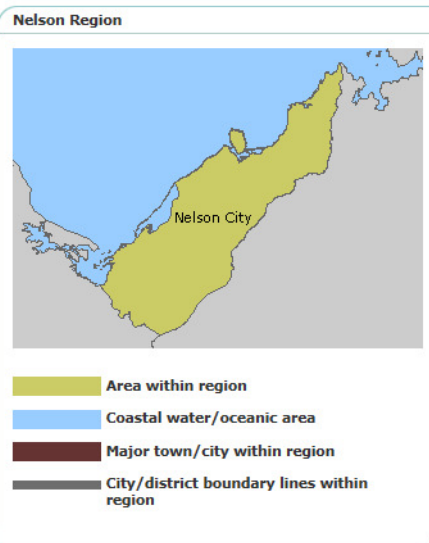 Nelson Region
Nelson City
Area within region
Coastal water/oceanic area
Major town/city within region
City/district boundary lines within
region